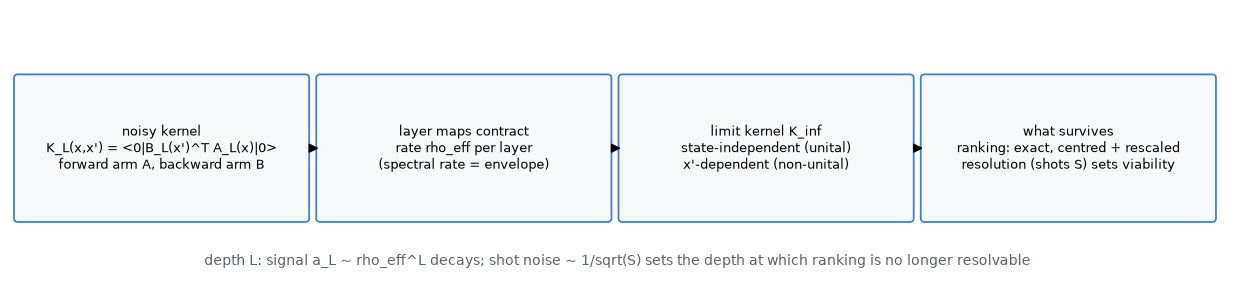 noisy kernel
K_L(x,x') = <0|B_L(x')^T A_L(x)|0>
forward arm A, backward arm B
layer maps contract
rate rho_eff per layer
(spectral rate = envelope)
limit kernel K_inf
state-independent (unital)
x'-dependent (non-unital)
what survives
ranking: exact, centred + rescaled
resolution (shots S) sets viability
depth L: signal a_L ~ rho_eff^L decays; shot noise ~ 1/sqrt(S) sets the depth at which ranking is no longer resolvable